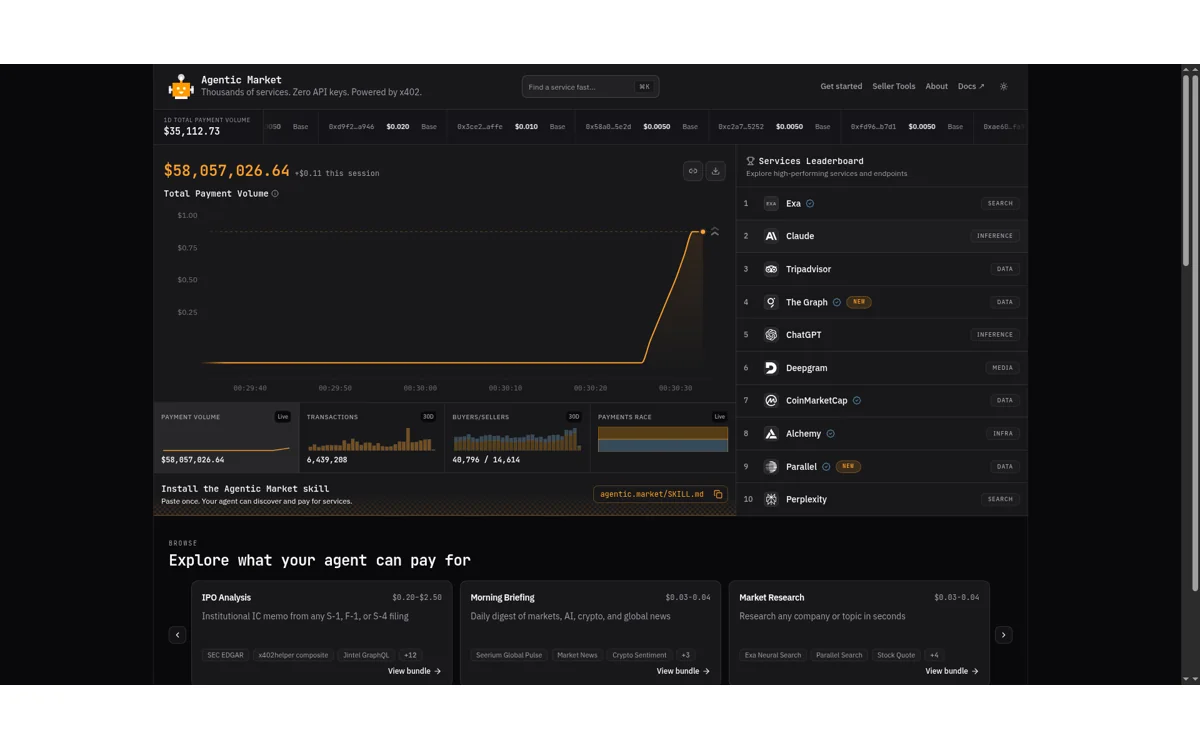 Agentic Market
Thousands of services. Zero API keys. Powered by x402.
Find a service fast...
⌘K
Get started
Seller Tools
About
Docs ↗
1D TOTAL PAYMENT VOLUME
$35,112.73
Base
0xd9f2…a946 $0.020 Base
0x3ce2…affe $0.010 Base
0x58a0…5e2d $0.0050 Base
0xc2a7…5252 $0.0050 Base
0xfd96…b7d1 $0.0050 Base
$58,057,026.64 +$0.11 this session
Total Payment Volume
$1.00
$0.75
$0.50
$0.25
00:29:40
00:29:50
00:30:00
00:30:10
00:30:20
00:30:30
PAYMENT VOLUME Live
$58,057,026.64
TRANSACTIONS 30D
6,439,208
BUYERS/SELLERS 30D
40,796 / 14,614
PAYMENTS RACE Live
Install the Agentic Market skill
Paste once. Your agent can discover and pay for services.
agentic.market/SKILL.md
Services Leaderboard
Explore high-performing services and endpoints
1 EXA Exa SEARCH
2 Claude INFERENCE
3 Tripadvisor DATA
4 The Graph NEW DATA
5 ChatGPT INFERENCE
6 Deepgram MEDIA
7 CoinMarketCap DATA
8 Alchemy INFRA
9 Parallel NEW DATA
10 Perplexity SEARCH
BROWSE
Explore what your agent can pay for
IPO Analysis $0.20–$2.50
Institutional IC memo from any S-1, F-1, or S-4 filing
SEC EDGAR x402helper composite Jintel GraphQL +12
View bundle →
Morning Briefing $0.03–0.04
Daily digest of markets, AI, crypto, and global news
Seerium Global Pulse Market News Crypto Sentiment +3
View bundle →
Market Research $0.03–0.04
Research any company or topic in seconds
Exa Neural Search Parallel Search Stock Quote +4
View bundle →